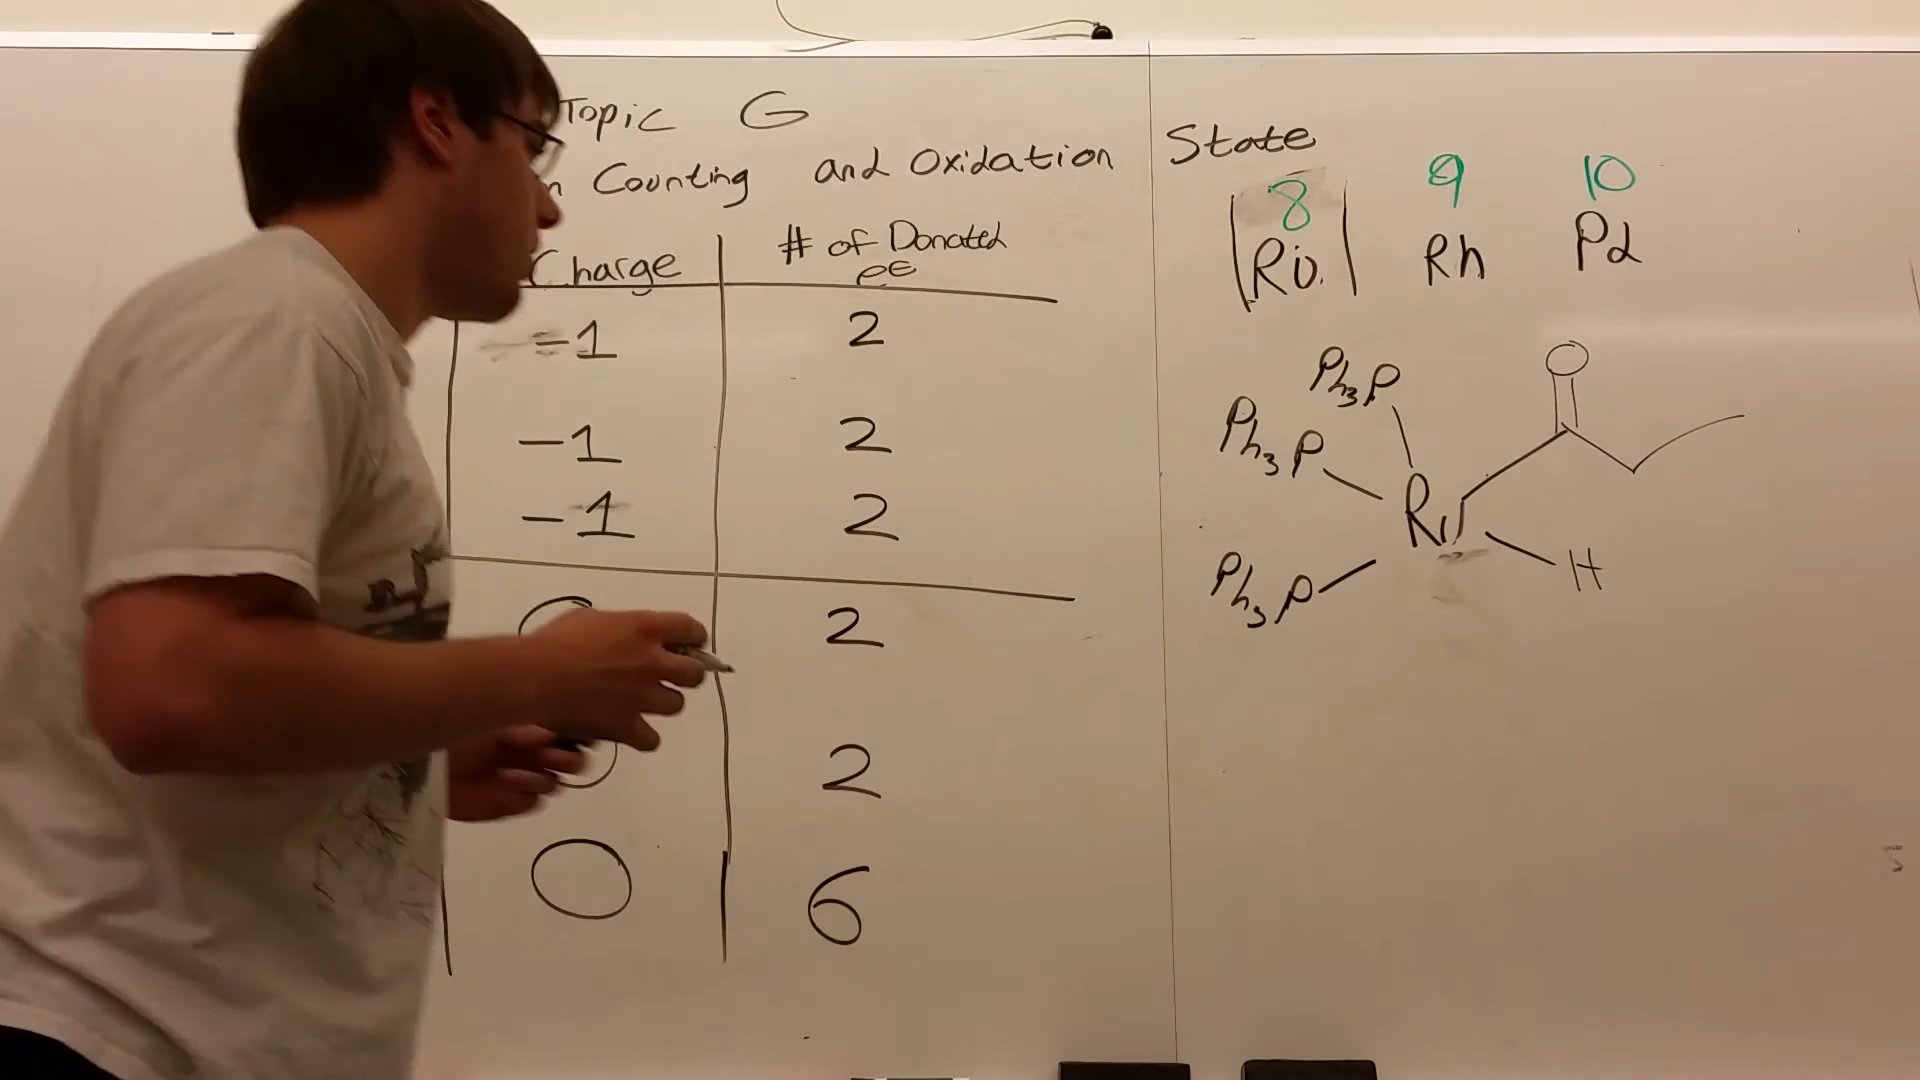 Topic G
n Counting and Oxidation State
Charge # of Donated
ee
=1 2
-1 2
-1 2
2
2
0 6
8 9 10
|Ru| Rh Pd
O
Ph3P
Ph3P
Ru
Ph3P
H